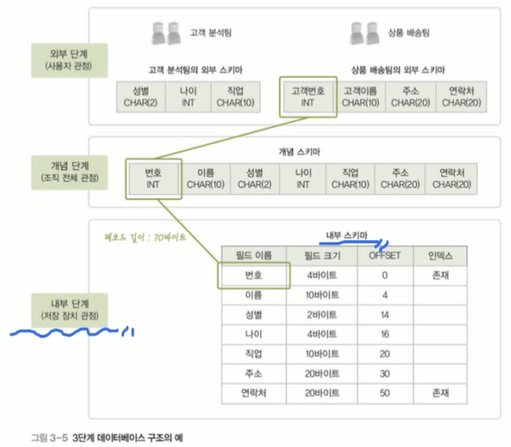 외부 단계
(사용자 관점)
고객 분석팀
상품 배송팀
고객 분석팀의 외부 스키마
상품 배송팀의 외부 스키마
성별 나이 직업
CHAR(2) INT CHAR(10)
고객번호 고객이름 주소 연락처
INT CHAR(10) CHAR(20) CHAR(20)
개념 단계
(조직 전체 관점)
개념 스키마
번호 이름 성별 나이 직업 주소 연락처
INT CHAR(10) CHAR(2) INT CHAR(10) CHAR(20) CHAR(20)
내부 단계
(저장 장치 관점)
레코드 길이 : 70바이트
내부 스키마
필드 이름 필드 크기 OFFSET 인덱스
번호 4바이트 0 존재
이름 10바이트 4
성별 2바이트 14
나이 4바이트 16
직업 10바이트 20
주소 20바이트 30
연락처 20바이트 50 존재
그림 3-5 3단계 데이터베이스 구조의 예